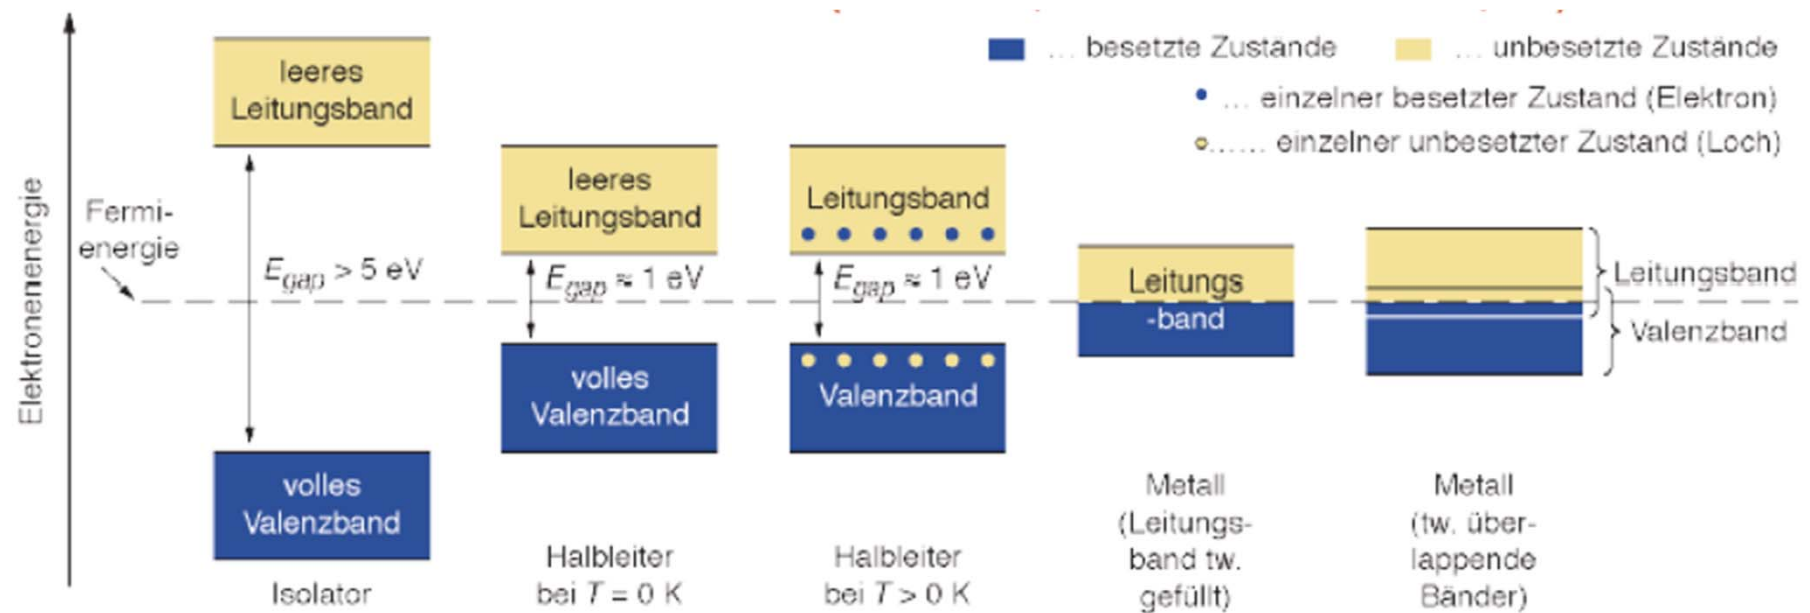 ... besetzte Zustände
... unbesetzte Zustände
... einzelner besetzter Zustand (Elektron)
...... einzelner unbesetzter Zustand (Loch)
Elektronenenergie
Fermi-
energie
leeres
Leitungsband
E_gap > 5 eV
volles
Valenzband
Isolator
leeres
Leitungsband
E_gap ≈ 1 eV
volles
Valenzband
Halbleiter
bei T = 0 K
Leitungsband
E_gap ≈ 1 eV
Valenzband
Halbleiter
bei T > 0 K
Leitungs
-band
Metall
(Leitungs-
band tw.
gefüllt)
Leitungsband
Valenzband
Metall
(tw. über-
lappende
Bänder)